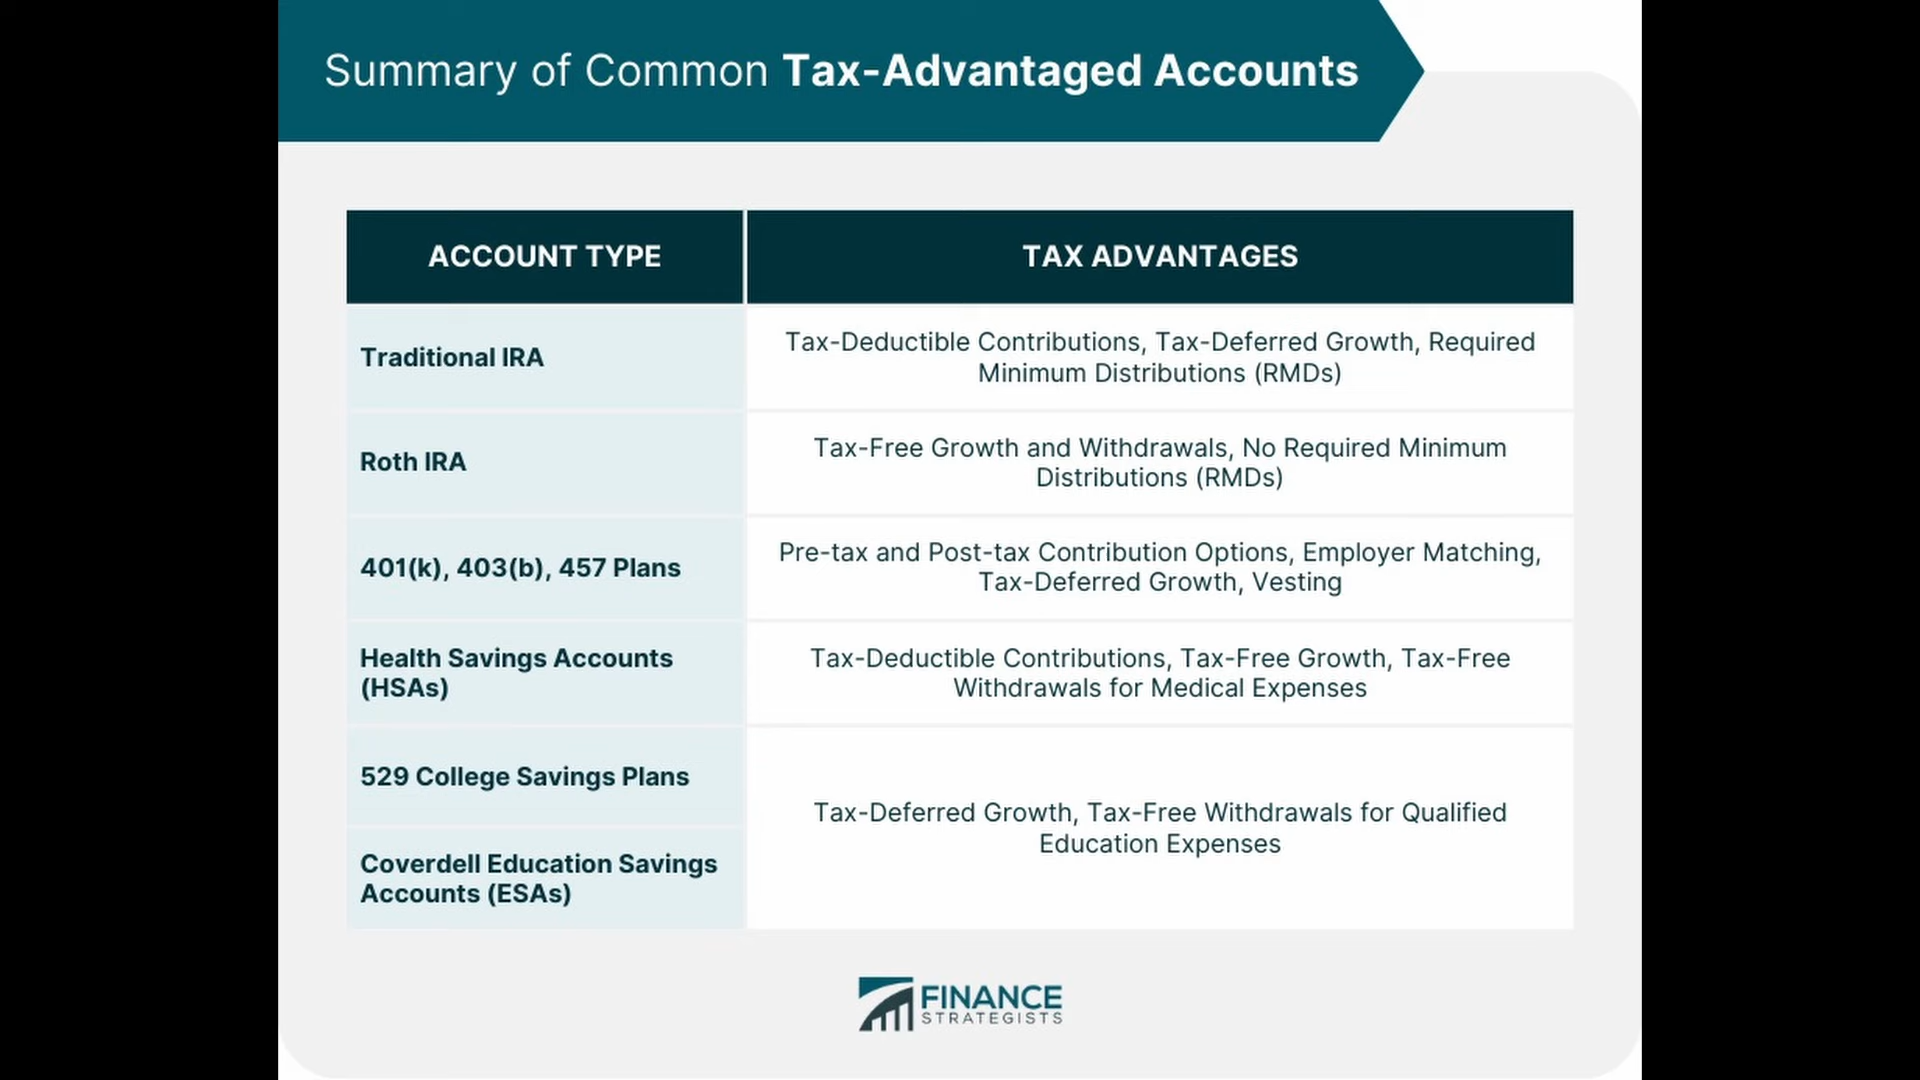 Summary of Common Tax-Advantaged Accounts
ACCOUNT TYPE
TAX ADVANTAGES
Traditional IRA
Tax-Deductible Contributions, Tax-Deferred Growth, Required
Minimum Distributions (RMDs)
Roth IRA
Tax-Free Growth and Withdrawals, No Required Minimum
Distributions (RMDs)
401(k), 403(b), 457 Plans
Pre-tax and Post-tax Contribution Options, Employer Matching,
Tax-Deferred Growth, Vesting
Health Savings Accounts
(HSAs)
Tax-Deductible Contributions, Tax-Free Growth, Tax-Free
Withdrawals for Medical Expenses
529 College Savings Plans
Coverdell Education Savings
Accounts (ESAs)
Tax-Deferred Growth, Tax-Free Withdrawals for Qualified
Education Expenses
FINANCE
STRATEGISTS